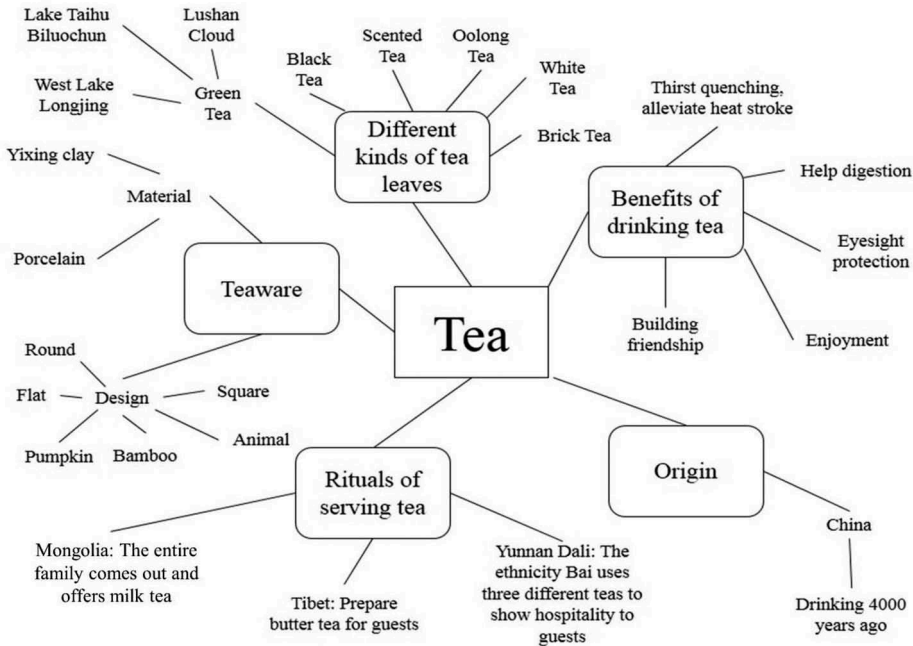 Lake Taihu
Biluochun
Lushan
Cloud
West Lake
Longjing
Green
Tea
Black
Tea
Scented
Tea
Oolong
Tea
White
Tea
Brick Tea
Different
kinds of tea
leaves
Thirst quenching,
alleviate heat stroke
Help digestion
Eyesight
protection
Enjoyment
Building
friendship
Benefits of
drinking tea
Yixing clay
Material
Porcelain
Teaware
Tea
Round
Flat
Design
Square
Pumpkin
Bamboo
Animal
Rituals of
serving tea
Mongolia: The entire
family comes out and
offers milk tea
Tibet: Prepare
butter tea for guests
Yunnan Dali: The
ethnicity Bai uses
three different teas to
show hospitality to
guests
Origin
China
Drinking 4000
years ago